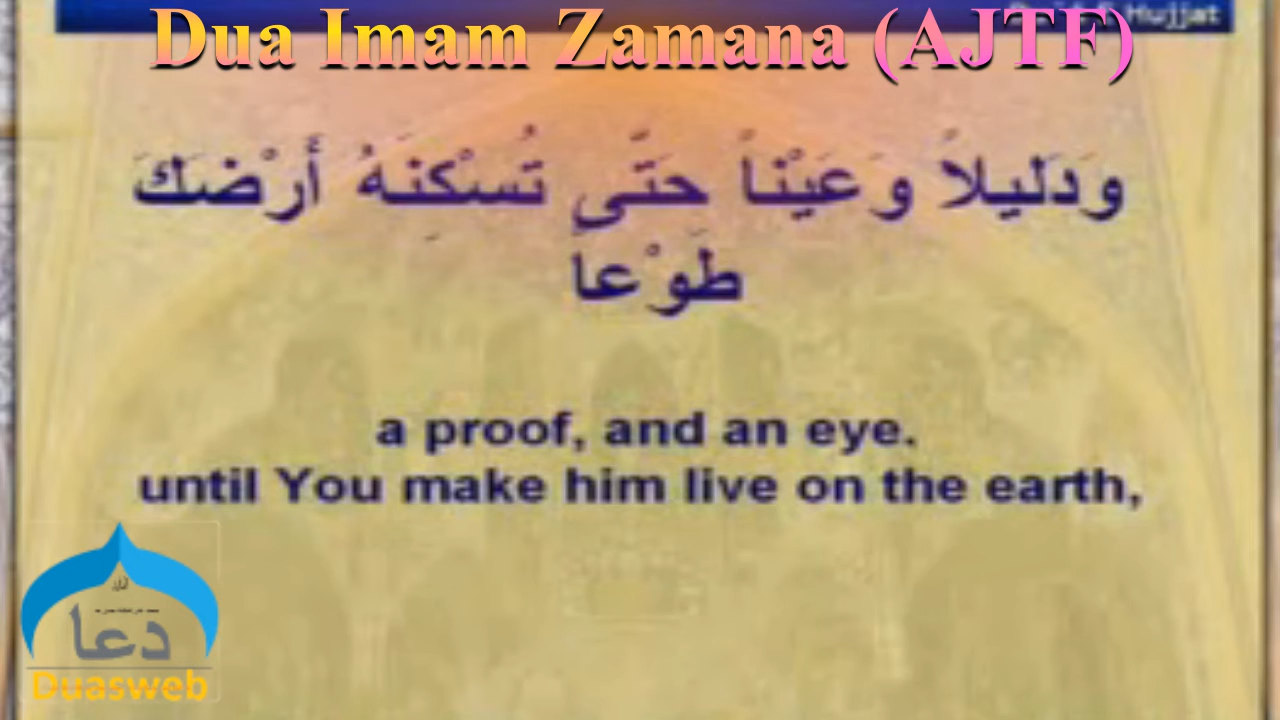 Hujjat
Dua Imam Zamana (AJTF)
وَدَلِيلاً وَعَيْناً حَتَّى تُسْكِنَهُ أَرْضَكَ
طَوْعاً
a proof, and an eye.
until You make him live on the earth,
دعا
Duasweb